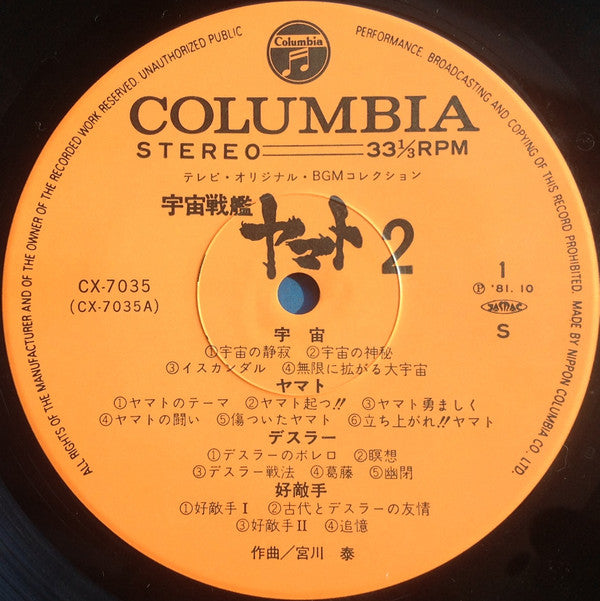 ALL RIGHTS OF THE MANUFACTURER AND OF THE OWNER OF THE RECORDED WORK RESERVED. UNAUTHORIZED PUBLIC PERFORMANCE. BROADCASTING AND COPYING OF THIS RECORD PROHIBITED. MADE BY NIPPON COLUMBIA CO. LTD.
Columbia
COLUMBIA
STEREO 33⅓RPM
テレビ・オリジナル・BGMコレクション
宇宙戦艦
ヤマト 2
CX-7035
(CX-7035A)
1
Ⓟ '81. 10
JASRAC
S
宇宙
①宇宙の静寂 ②宇宙の神秘
③イスカンダル ④無限に拡がる大宇宙
ヤマト
①ヤマトのテーマ ②ヤマト起つ!! ③ヤマト勇ましく
④ヤマトの闘い ⑤傷ついたヤマト ⑥立ち上がれ!!ヤマト
デスラー
①デスラーのボレロ ②瞑想
③デスラー戦法 ④葛藤 ⑤幽閉
好敵手
①好敵手I ②古代とデスラーの友情
③好敵手II ④追憶
作曲/宮川 泰